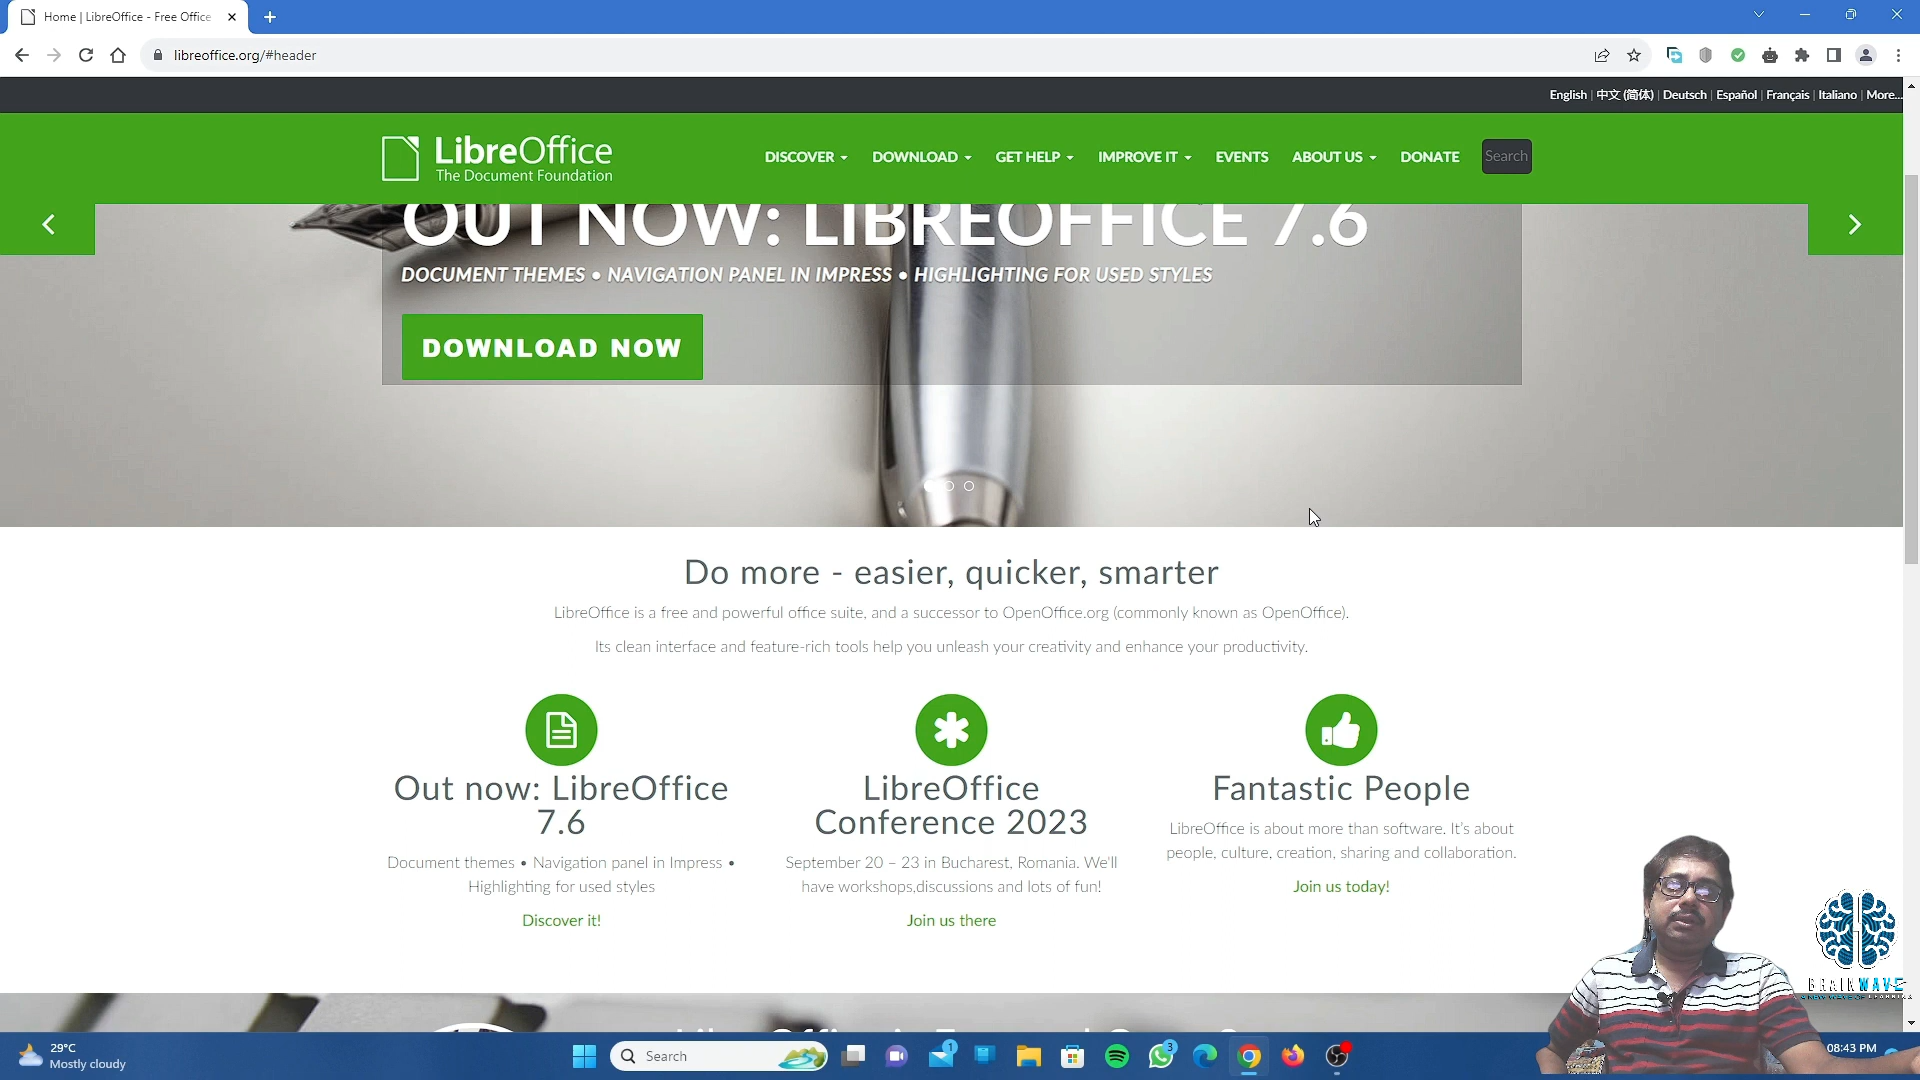 Home | LibreOffice - Free Office
libreoffice.org/#header
English | 中文 (简体) | Deutsch | Español | Français | Italiano | More...
LibreOffice
The Document Foundation
DISCOVER
DOWNLOAD
GET HELP
IMPROVE IT
EVENTS
ABOUT US
DONATE
Search
OUT NOW: LIBREOFFICE 7.6
DOCUMENT THEMES • NAVIGATION PANEL IN IMPRESS • HIGHLIGHTING FOR USED STYLES
DOWNLOAD NOW
Do more - easier, quicker, smarter
LibreOffice is a free and powerful office suite, and a successor to OpenOffice.org (commonly known as OpenOffice).
Its clean interface and feature-rich tools help you unleash your creativity and enhance your productivity.
Out now: LibreOffice
7.6
Document themes • Navigation panel in Impress •
Highlighting for used styles
Discover it!
LibreOffice
Conference 2023
September 20 – 23 in Bucharest, Romania. We'll
have workshops,discussions and lots of fun!
Join us there
Fantastic People
LibreOffice is about more than software. It's about
people, culture, creation, sharing and collaboration.
Join us today!
BRAINWAVE
A NEW WAVE OF LEARNING
29°C
Mostly cloudy
Search
1
3
08:43 PM